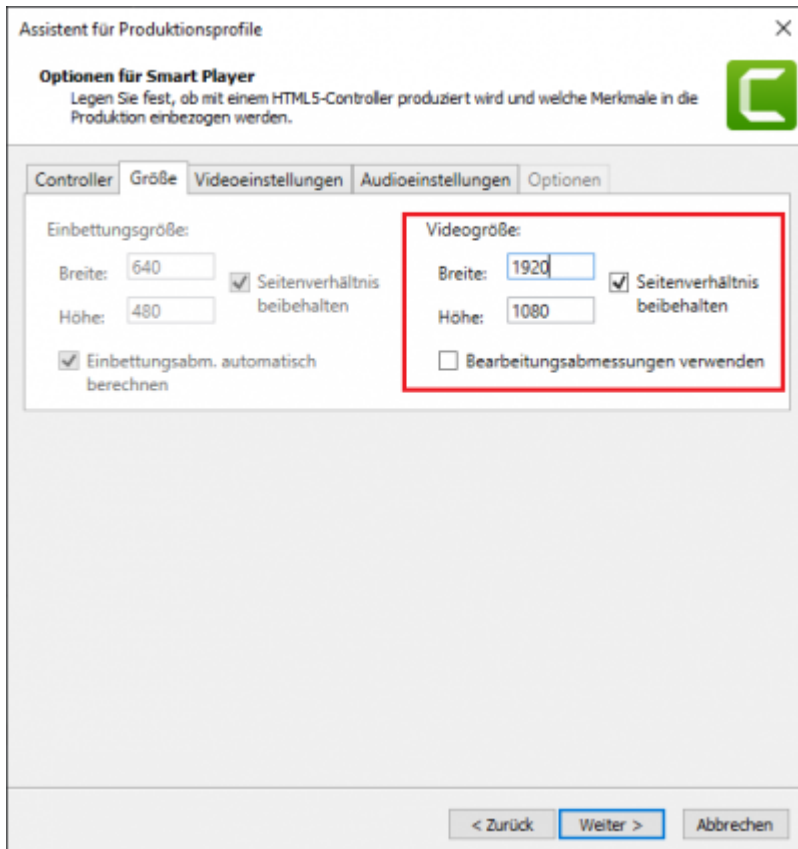 Assistent für Produktionsprofile
Optionen für Smart Player
Legen Sie fest, ob mit einem HTML5-Controller produziert wird und welche Merkmale in die
Produktion einbezogen werden.
Controller Größe Videoeinstellungen Audioeinstellungen Optionen
Einbettungsgröße:
Breite: 640
Höhe: 480
Seitenverhältnis
beibehalten
Einbettungsabm. automatisch
berechnen
Videogröße:
Breite: 1920
Höhe: 1080
Seitenverhältnis
beibehalten
Bearbeitungsabmessungen verwenden
< Zurück Weiter > Abbrechen